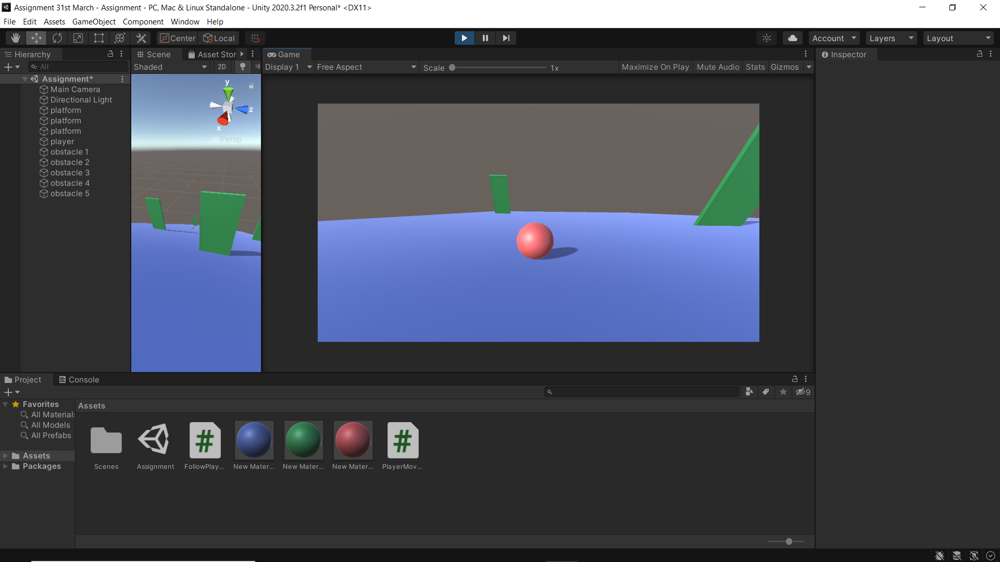 Assignment 31st March - Assignment - PC, Mac & Linux Standalone - Unity 2020.3.2f1 Personal* <DX11>
File Edit Assets GameObject Component Window Help
Center Local Account Layers Layout
Hierarchy Scene Asset Stor Game Inspector
All Shaded 2D Display 1 Free Aspect Scale 1x Maximize On Play Mute Audio Stats Gizmos
Assignment*
Main Camera
Directional Light
platform
platform
platform
player
obstacle 1
obstacle 2
obstacle 3
obstacle 4
obstacle 5
y
z
x
Persp
Project Console
9
Favorites Assets
All Materials
All Models
All Prefabs
Assets
Packages
Scenes Assignment FollowPlay... New Mater... New Mater... New Mater... PlayerMov...